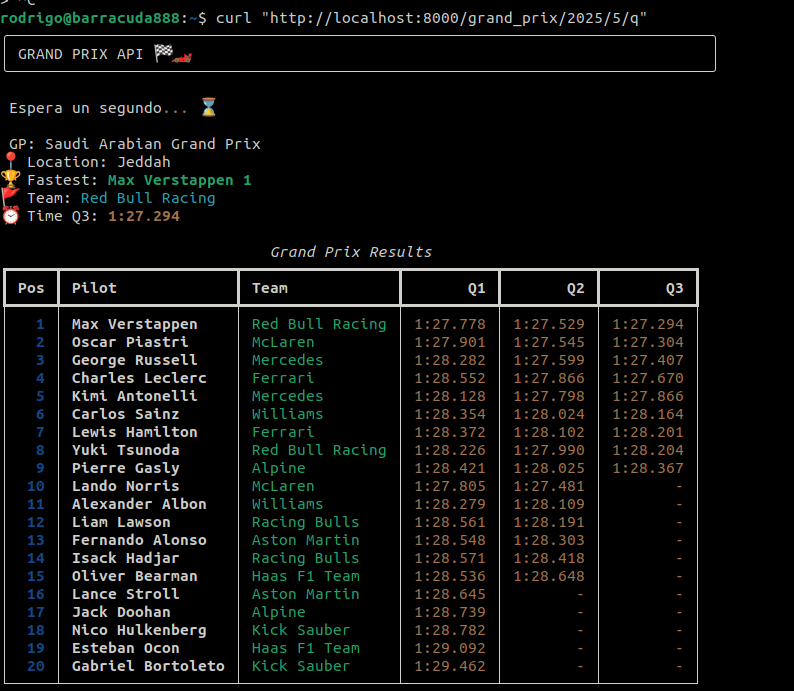 > ^C
rodrigo@barracuda888:~$ curl "http://localhost:8000/grand_prix/2025/5/q"
GRAND PRIX API 🏁🏎️
Espera un segundo... ⌛
GP: Saudi Arabian Grand Prix
📍 Location: Jeddah
🏆 Fastest: Max Verstappen 1
🚩 Team: Red Bull Racing
⏰ Time Q3: 1:27.294
Grand Prix Results
Pos Pilot Team Q1 Q2 Q3
1 Max Verstappen Red Bull Racing 1:27.778 1:27.529 1:27.294
2 Oscar Piastri McLaren 1:27.901 1:27.545 1:27.304
3 George Russell Mercedes 1:28.282 1:27.599 1:27.407
4 Charles Leclerc Ferrari 1:28.552 1:27.866 1:27.670
5 Kimi Antonelli Mercedes 1:28.128 1:27.798 1:27.866
6 Carlos Sainz Williams 1:28.354 1:28.024 1:28.164
7 Lewis Hamilton Ferrari 1:28.372 1:28.102 1:28.201
8 Yuki Tsunoda Red Bull Racing 1:28.226 1:27.990 1:28.204
9 Pierre Gasly Alpine 1:28.421 1:28.025 1:28.367
10 Lando Norris McLaren 1:27.805 1:27.481 -
11 Alexander Albon Williams 1:28.279 1:28.109 -
12 Liam Lawson Racing Bulls 1:28.561 1:28.191 -
13 Fernando Alonso Aston Martin 1:28.548 1:28.303 -
14 Isack Hadjar Racing Bulls 1:28.571 1:28.418 -
15 Oliver Bearman Haas F1 Team 1:28.536 1:28.648 -
16 Lance Stroll Aston Martin 1:28.645 - -
17 Jack Doohan Alpine 1:28.739 - -
18 Nico Hulkenberg Kick Sauber 1:28.782 - -
19 Esteban Ocon Haas F1 Team 1:29.092 - -
20 Gabriel Bortoleto Kick Sauber 1:29.462 - -